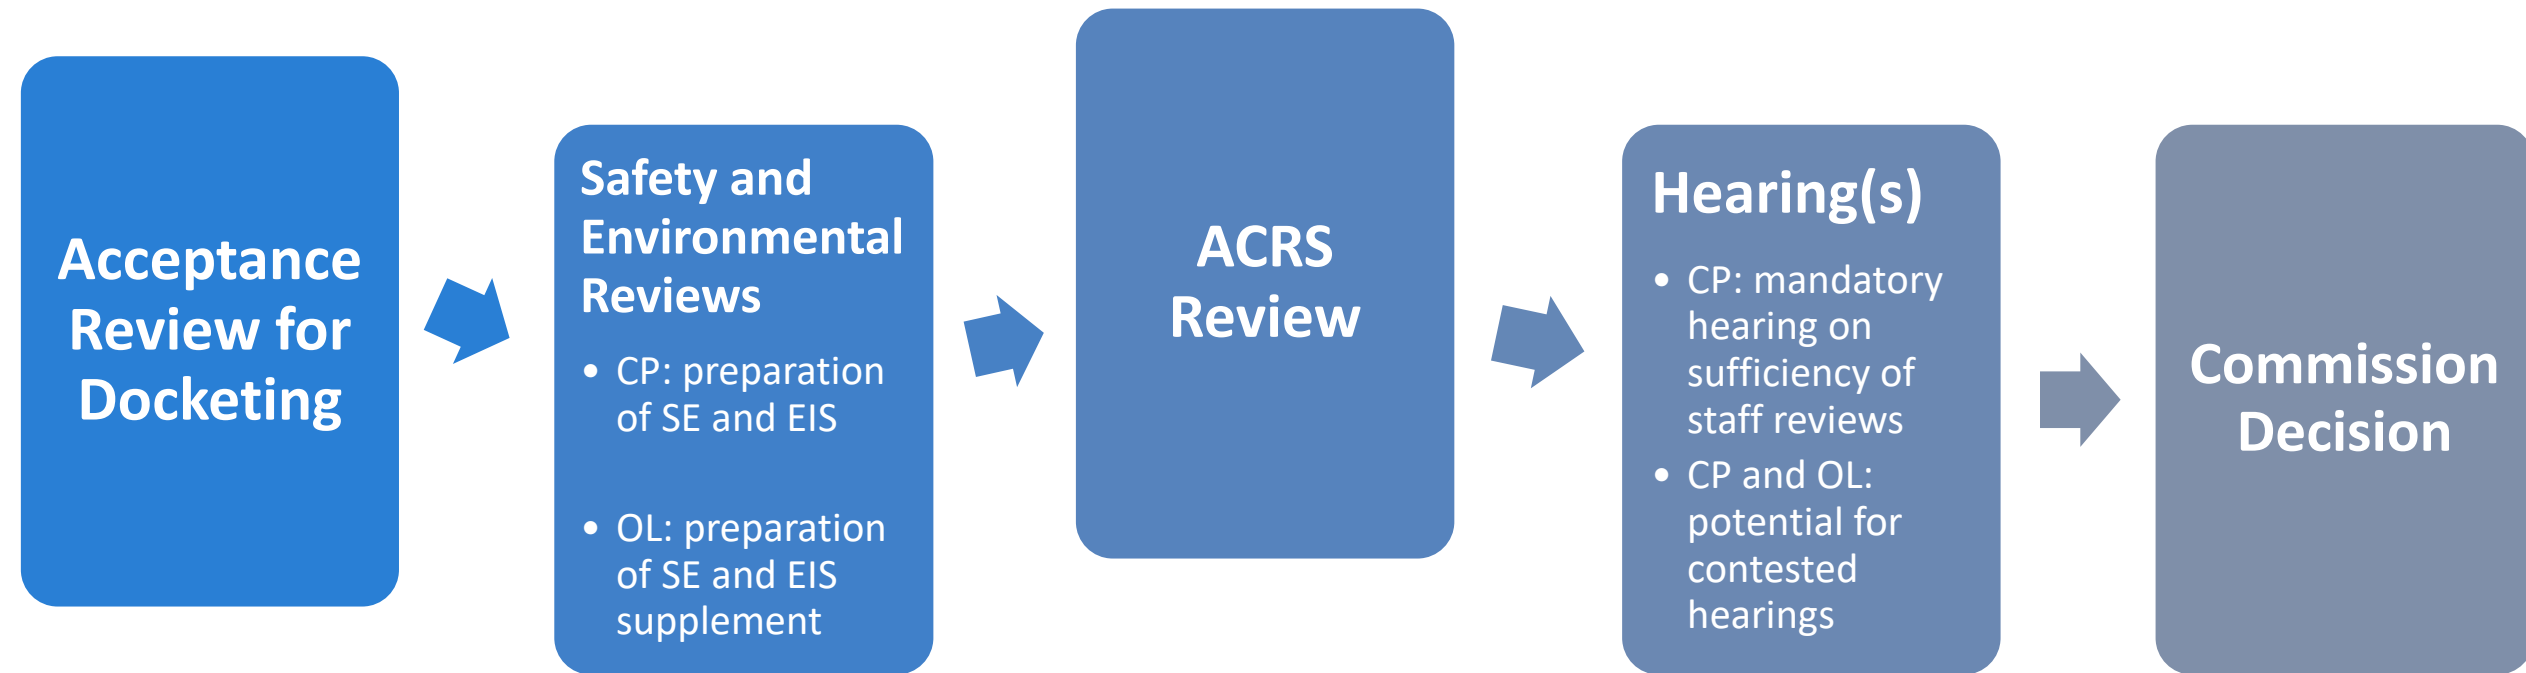 Acceptance
Review for
Docketing
Safety and
Environmental
Reviews
• CP: preparation
of SE and EIS
• OL: preparation
of SE and EIS
supplement
ACRS
Review
Hearing(s)
• CP: mandatory
hearing on
sufficiency of
staff reviews
• CP and OL:
potential for
contested
hearings
Commission
Decision